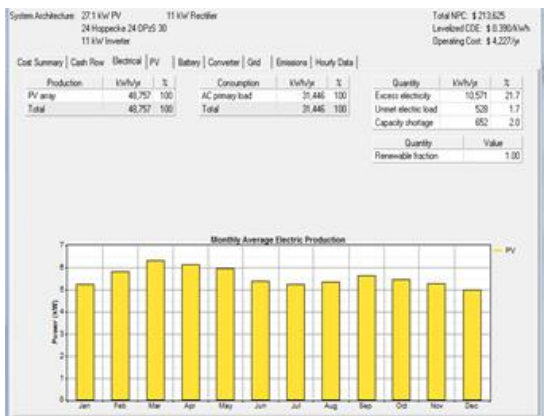 System Architecture: 27.1 kW PV 11 kW Rectifier Total NPC: $ 213,625
24 Hoppecke 24 OPzS 30 Levelized COE: $ 0.390/kWh
11 kW Inverter Operating Cost: $ 4,227/yr
Cost Summary Cash Flow Electrical PV Battery Converter Grid Emissions Hourly Data
Production kWh/yr % Consumption kWh/yr % Quantity kWh/yr %
PV array 48,757 100 AC primary load 31,446 100 Excess electricity 10,571 21.7
Total 48,757 100 Total 31,446 100 Unmet electric load 528 1.7
Capacity shortage 652 2.0
Quantity Value
Renewable fraction 1.00
Monthly Average Electric Production
7
6
5
4
3
2
1
0
Power (kW)
PV
Jan Feb Mar Apr May Jun Jul Aug Sep Oct Nov Dec